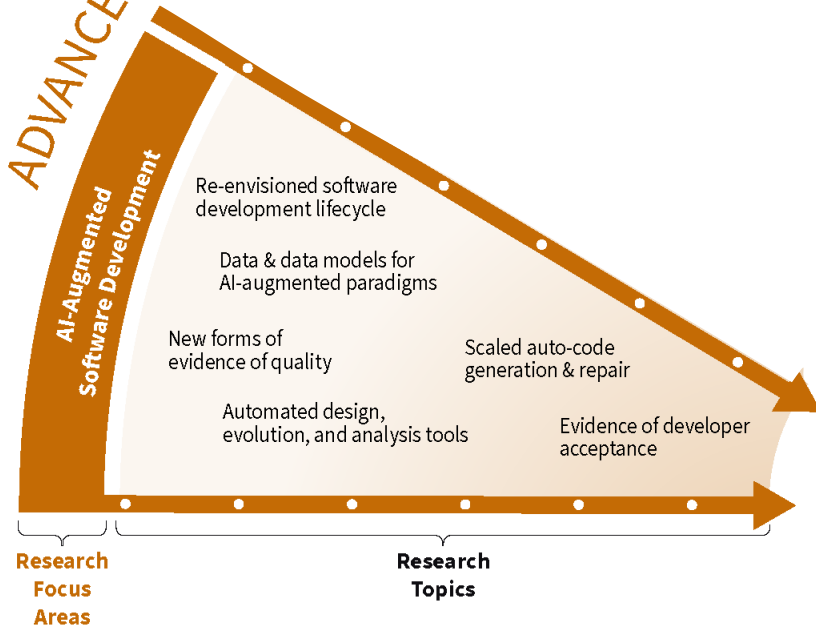 ADVANCE
AI-Augmented
Software Development
Re-envisioned software
development lifecycle
Data & data models for
AI-augmented paradigms
New forms of
evidence of quality
Scaled auto-code
generation & repair
Automated design,
evolution, and analysis tools
Evidence of developer
acceptance
Research
Focus
Areas
Research
Topics